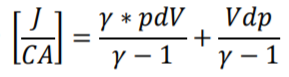 [J/CA] = γ * pdV / γ − 1 + Vdp / γ − 1